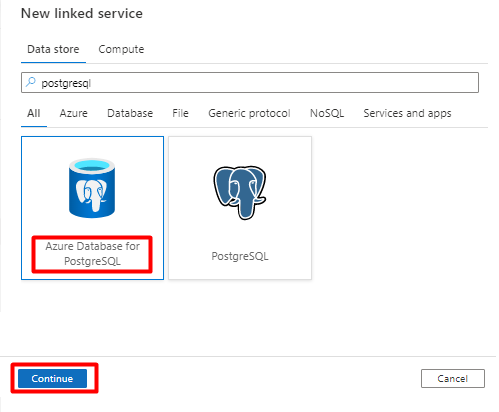 New linked service
Data store Compute
postgresql
All Azure Database File Generic protocol NoSQL Services and apps
Azure Database for
PostgreSQL
PostgreSQL
Continue Cancel